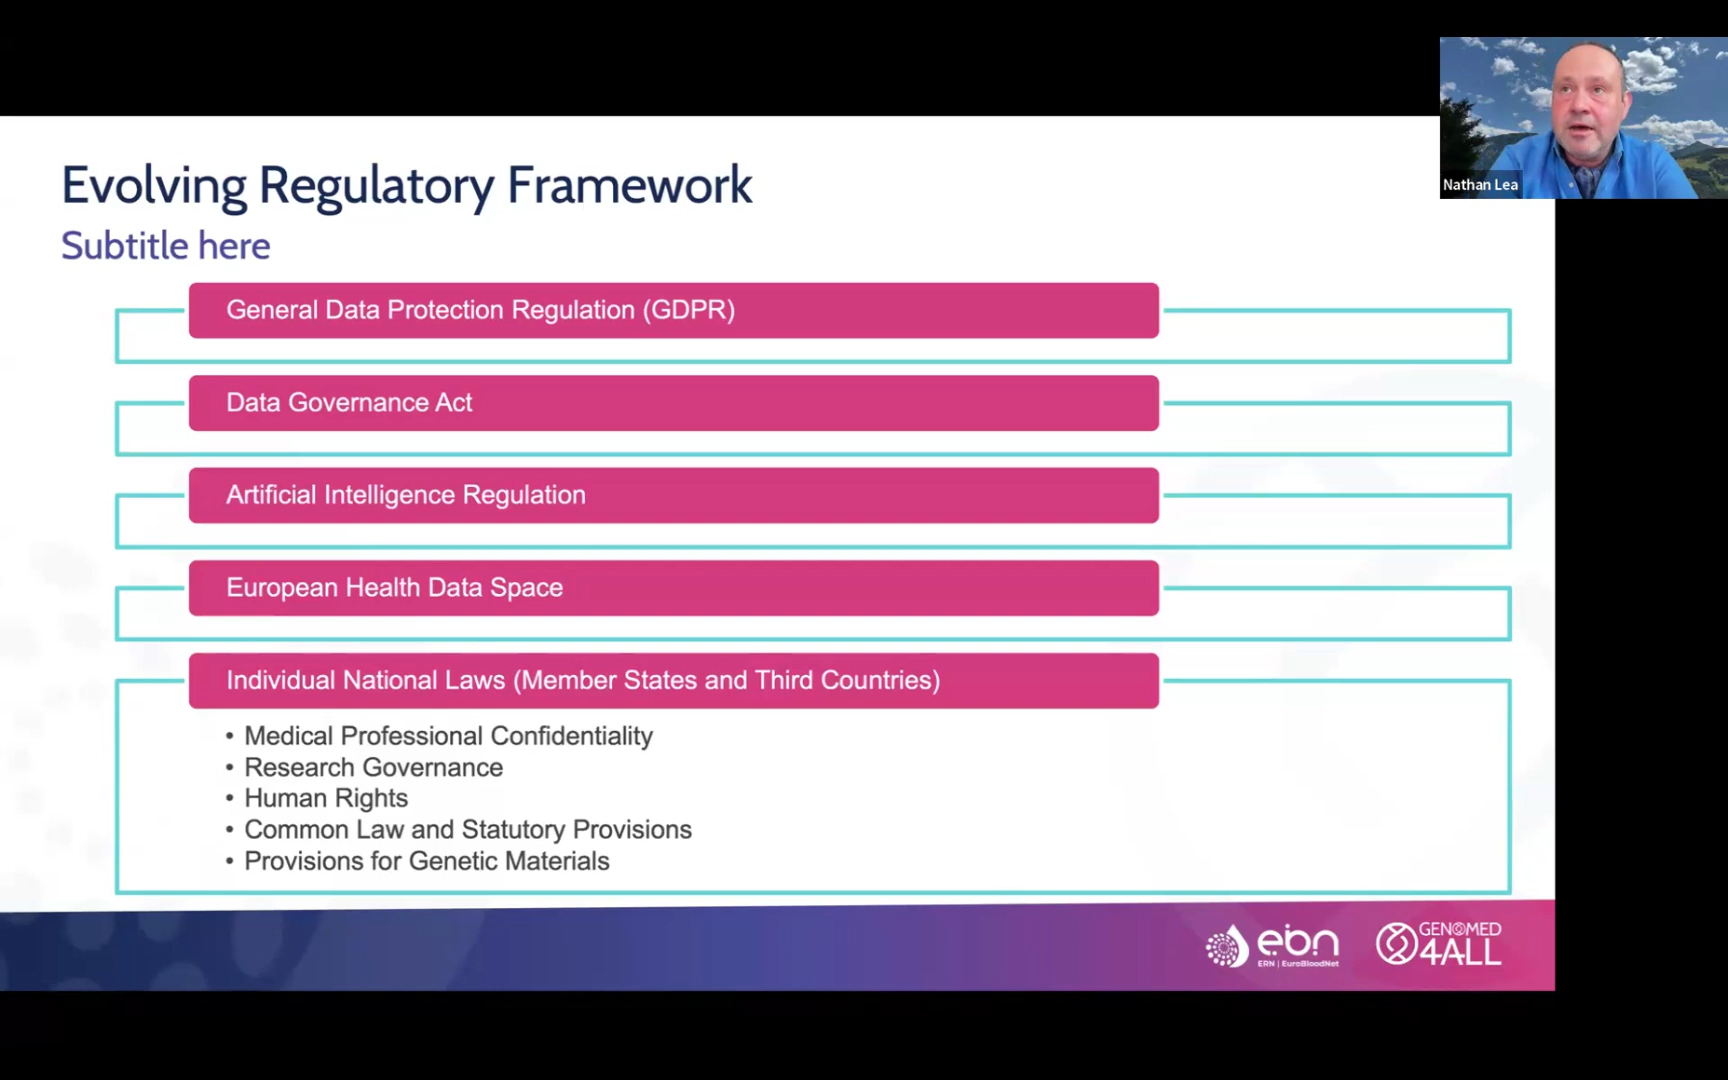 Nathan Lea
Evolving Regulatory Framework
Subtitle here
General Data Protection Regulation (GDPR)
Data Governance Act
Artificial Intelligence Regulation
European Health Data Space
Individual National Laws (Member States and Third Countries)
• Medical Professional Confidentiality
• Research Governance
• Human Rights
• Common Law and Statutory Provisions
• Provisions for Genetic Materials
ebn
ERN | EuroBloodNet
GENOMED
4ALL